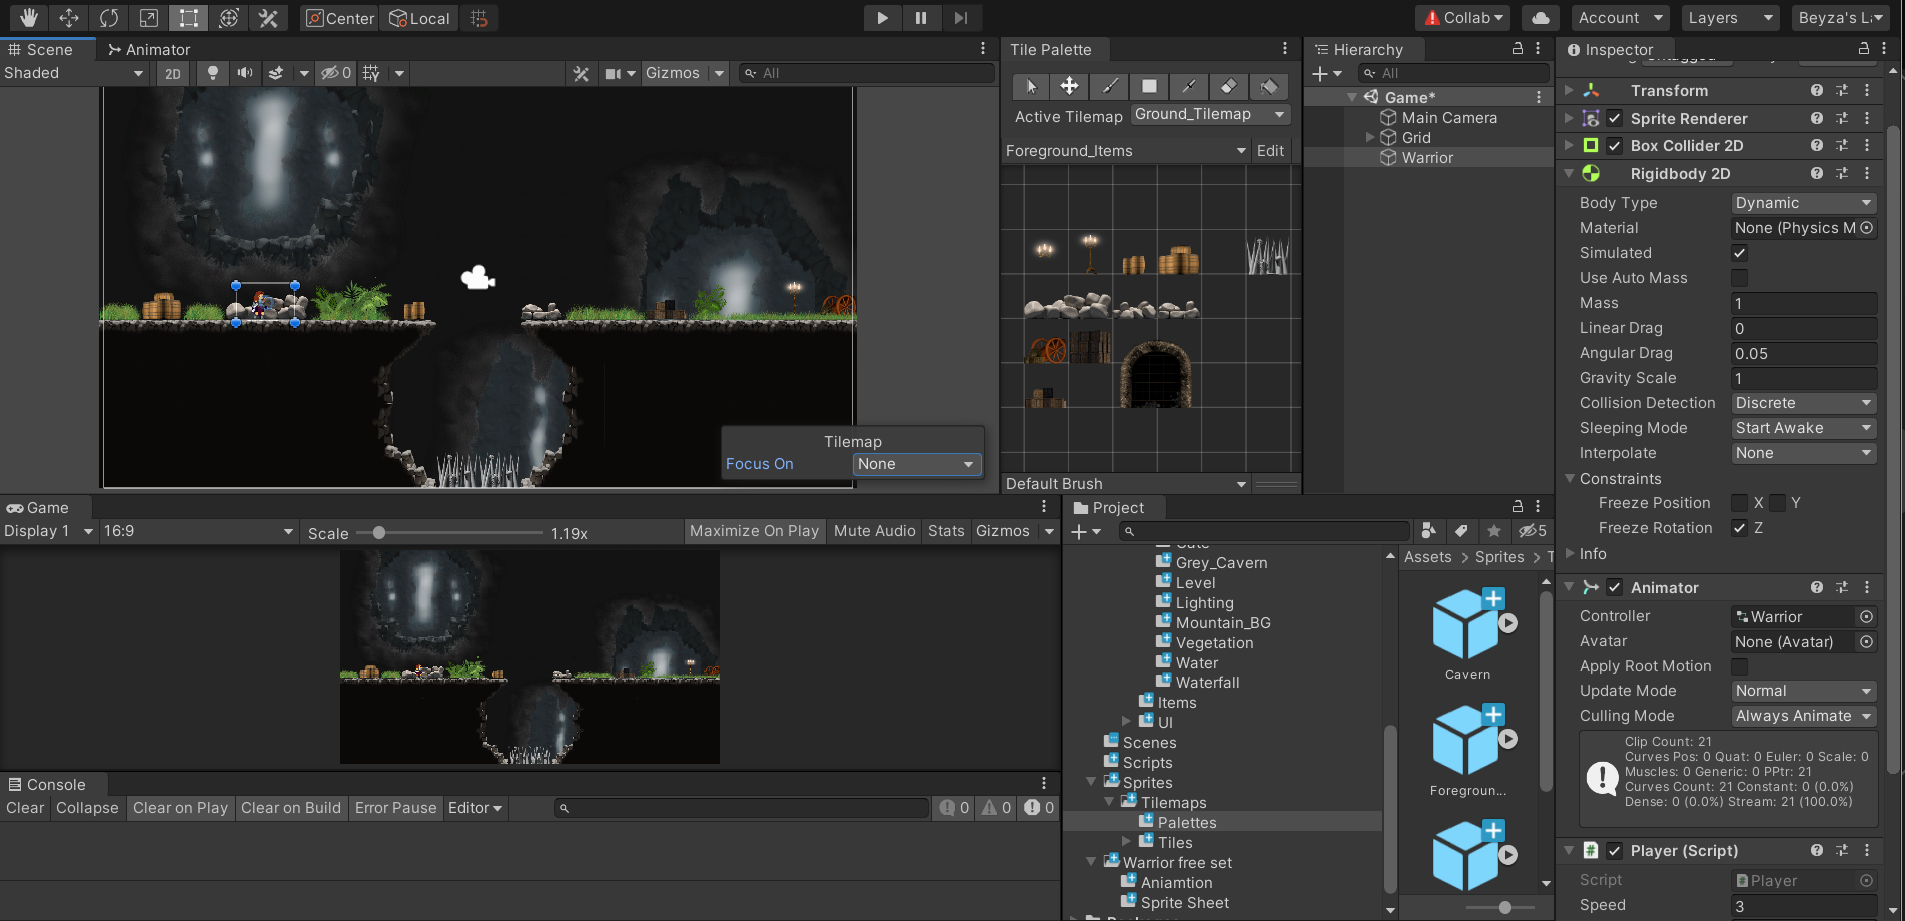 Center
Local
Collab
Account
Layers
Beyza's L
Scene
Animator
Shaded
2D
0
Gizmos
All
Tilemap
Focus On
None
Tile Palette
Active Tilemap
Ground_Tilemap
Foreground_Items
Edit
Default Brush
Hierarchy
All
Game*
Main Camera
Grid
Warrior
Inspector
Transform
Sprite Renderer
Box Collider 2D
Rigidbody 2D
Body Type
Dynamic
Material
None (Physics M
Simulated
Use Auto Mass
Mass
1
Linear Drag
0
Angular Drag
0.05
Gravity Scale
1
Collision Detection
Discrete
Sleeping Mode
Start Awake
Interpolate
None
Constraints
Freeze Position
X
Y
Freeze Rotation
Z
Info
Animator
Controller
Warrior
Avatar
None (Avatar)
Apply Root Motion
Update Mode
Normal
Culling Mode
Always Animate
Clip Count: 21
Curves Pos: 0 Quat: 0 Euler: 0 Scale: 0
Muscles: 0 Generic: 0 PPtr: 21
Curves Count: 21 Constant: 0 (0.0%)
Dense: 0 (0.0%) Stream: 21 (100.0%)
Player (Script)
Script
Player
Speed
3
Game
Display 1
16:9
Scale
1.19x
Maximize On Play
Mute Audio
Stats
Gizmos
Console
Clear
Collapse
Clear on Play
Clear on Build
Error Pause
Editor
0
0
0
Project
5
Grey_Cavern
Level
Lighting
Mountain_BG
Vegetation
Water
Waterfall
Items
UI
Scenes
Scripts
Sprites
Tilemaps
Palettes
Tiles
Warrior free set
Aniamtion
Sprite Sheet
Assets > Sprites > T
Cavern
Foregroun...